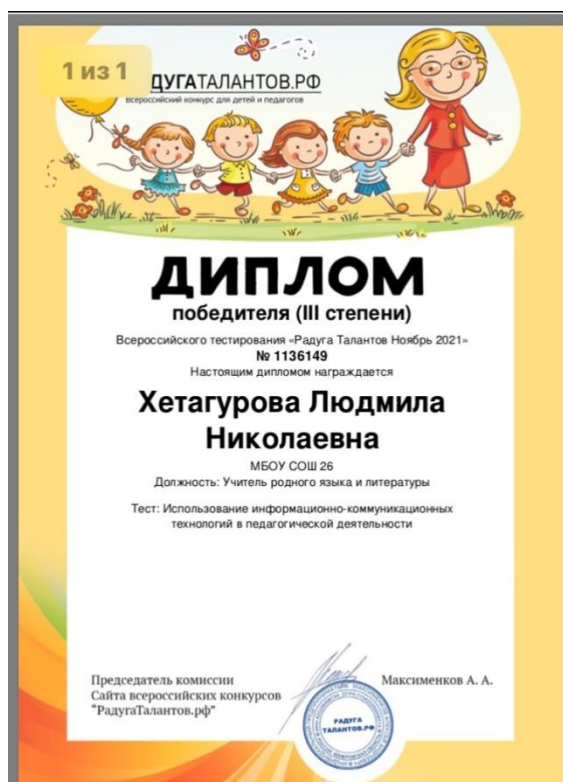 1 из 1
ДУГАТАЛАНТОВ.РФ
Всероссийский конкурс для детей и педагогов
ДИПЛОМ
победителя (III степени)
Всероссийского тестирования «Радуга Талантов Ноябрь 2021»
№ 1136149
Настоящим дипломом награждается
Хетагурова Людмила
Николаевна
МБОУ СОШ 26
Должность: Учитель родного языка и литературы
Тест: Использование информационно-коммуникационных
технологий в педагогической деятельности
Председатель комиссии
Сайта всероссийских конкурсов
"РадугаТалантов.рф"
Максименков А. А.
РАДУГА
ТАЛАНТОВ.РФ